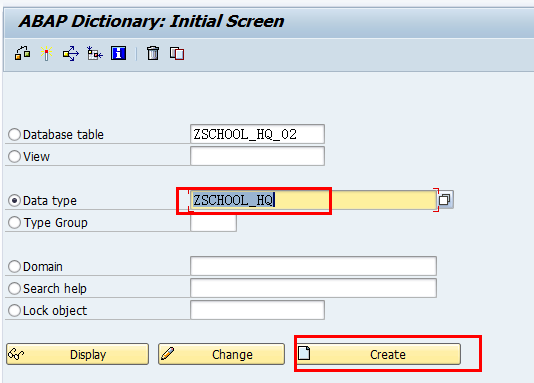 ABAP Dictionary: Initial Screen
Database table ZSCHOOL_HQ_02
View
Data type ZSCHOOL_HQ
Type Group
Domain
Search help
Lock object
Display Change Create